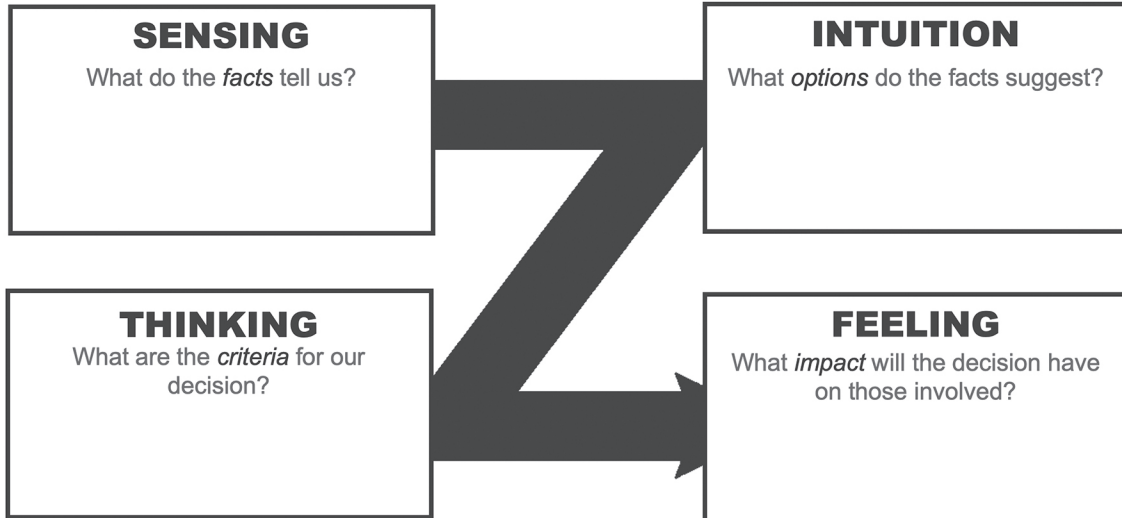 SENSING
What do the facts tell us?
INTUITION
What options do the facts suggest?
THINKING
What are the criteria for our
decision?
FEELING
What impact will the decision have
on those involved?